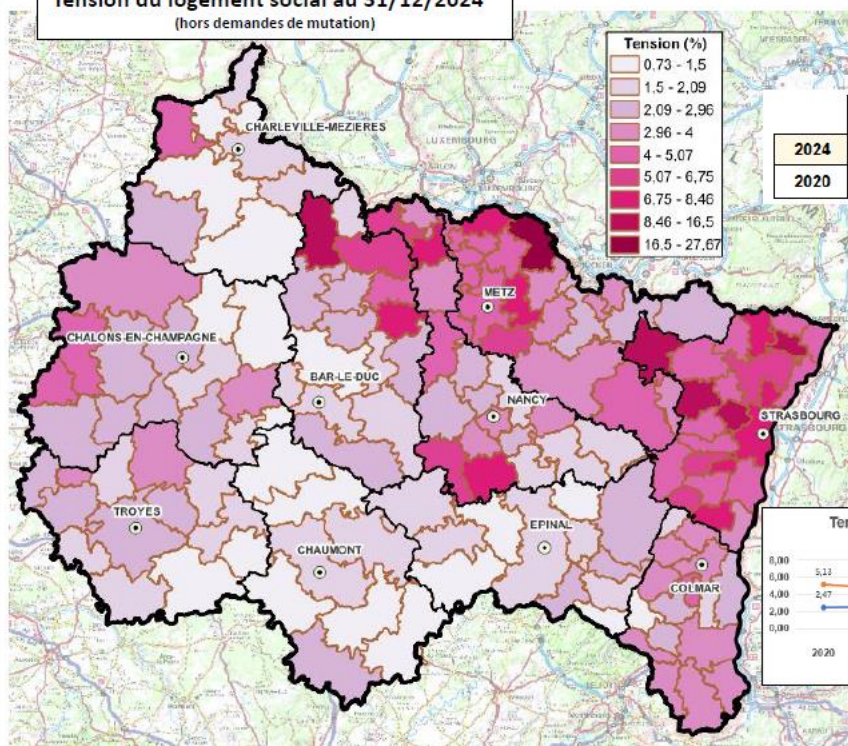 Tension du logement social au 31/12/2024
(hors demandes de mutation)
Tension (%)
0,73 - 1,5
1.5 - 2,09
2.09 - 2,96
2.96 - 4
4 - 5,07
5,07 - 6,75
6.75 - 8,46
8.46 - 16,5
16.5 - 27,67
2024
2020
CHARLEVILLE-MEZIERES
LUXEMBOURG
METZ
CHALONS-EN-CHAMPAGNE
BAR-LE-DUC
NANCY
STRASBOURG
STRASBOURG
TROYES
EPINAL
CHAUMONT
COLMAR
Ter
8,00
6,00
4,00
2,00
0,00
5,13
2,47
2020